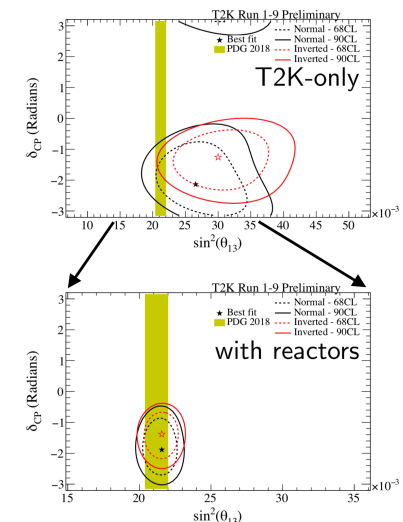 T2K Run 1-9 Preliminary
Normal - 68CL
Best fit
Normal - 90CL
PDG 2018
Inverted - 68CL
Inverted - 90CL
T2K-only
δCP (Radians)
3
2
1
0
−1
−2
−3
10 15 20 25 30 35 40 45 50
×10⁻³
sin²(θ₁₃)
T2K Run 1-9 Preliminary
Normal - 68CL
Best fit
Normal - 90CL
PDG 2018
Inverted - 68CL
Inverted - 90CL
with reactors
δCP (Radians)
3
2
1
0
−1
−2
−3
15 20 25 30 35
×10⁻³
sin²(θ₁₃)